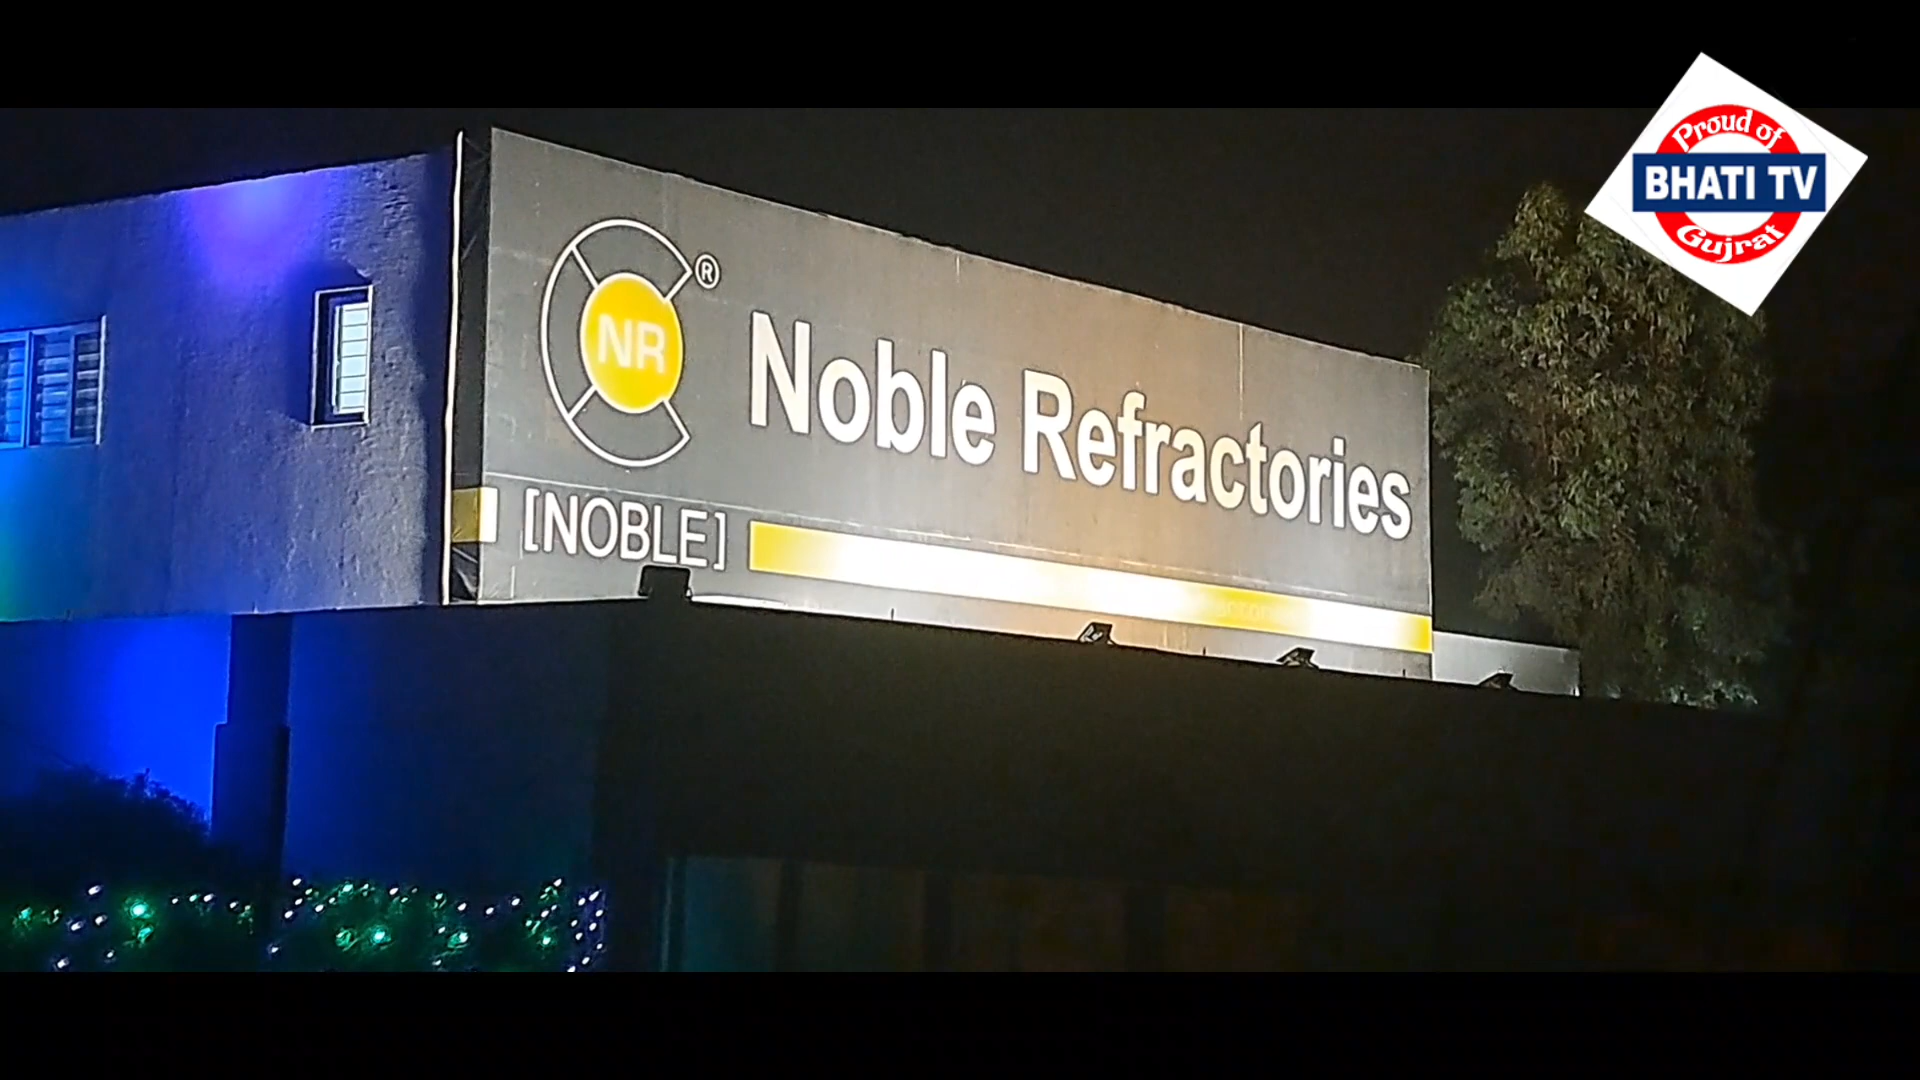 Proud of
BHATI TV
Gujrat
NR ®
Noble Refractories
[NOBLE]